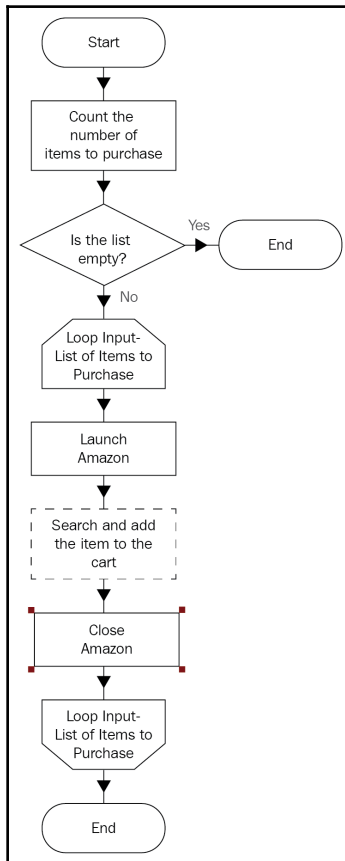 Start
Count the
number of
items to purchase
Is the list
empty?
Yes
End
No
Loop Input-
List of Items to
Purchase
Launch
Amazon
Search and add
the item to the
cart
Close
Amazon
Loop Input-
List of Items to
Purchase
End